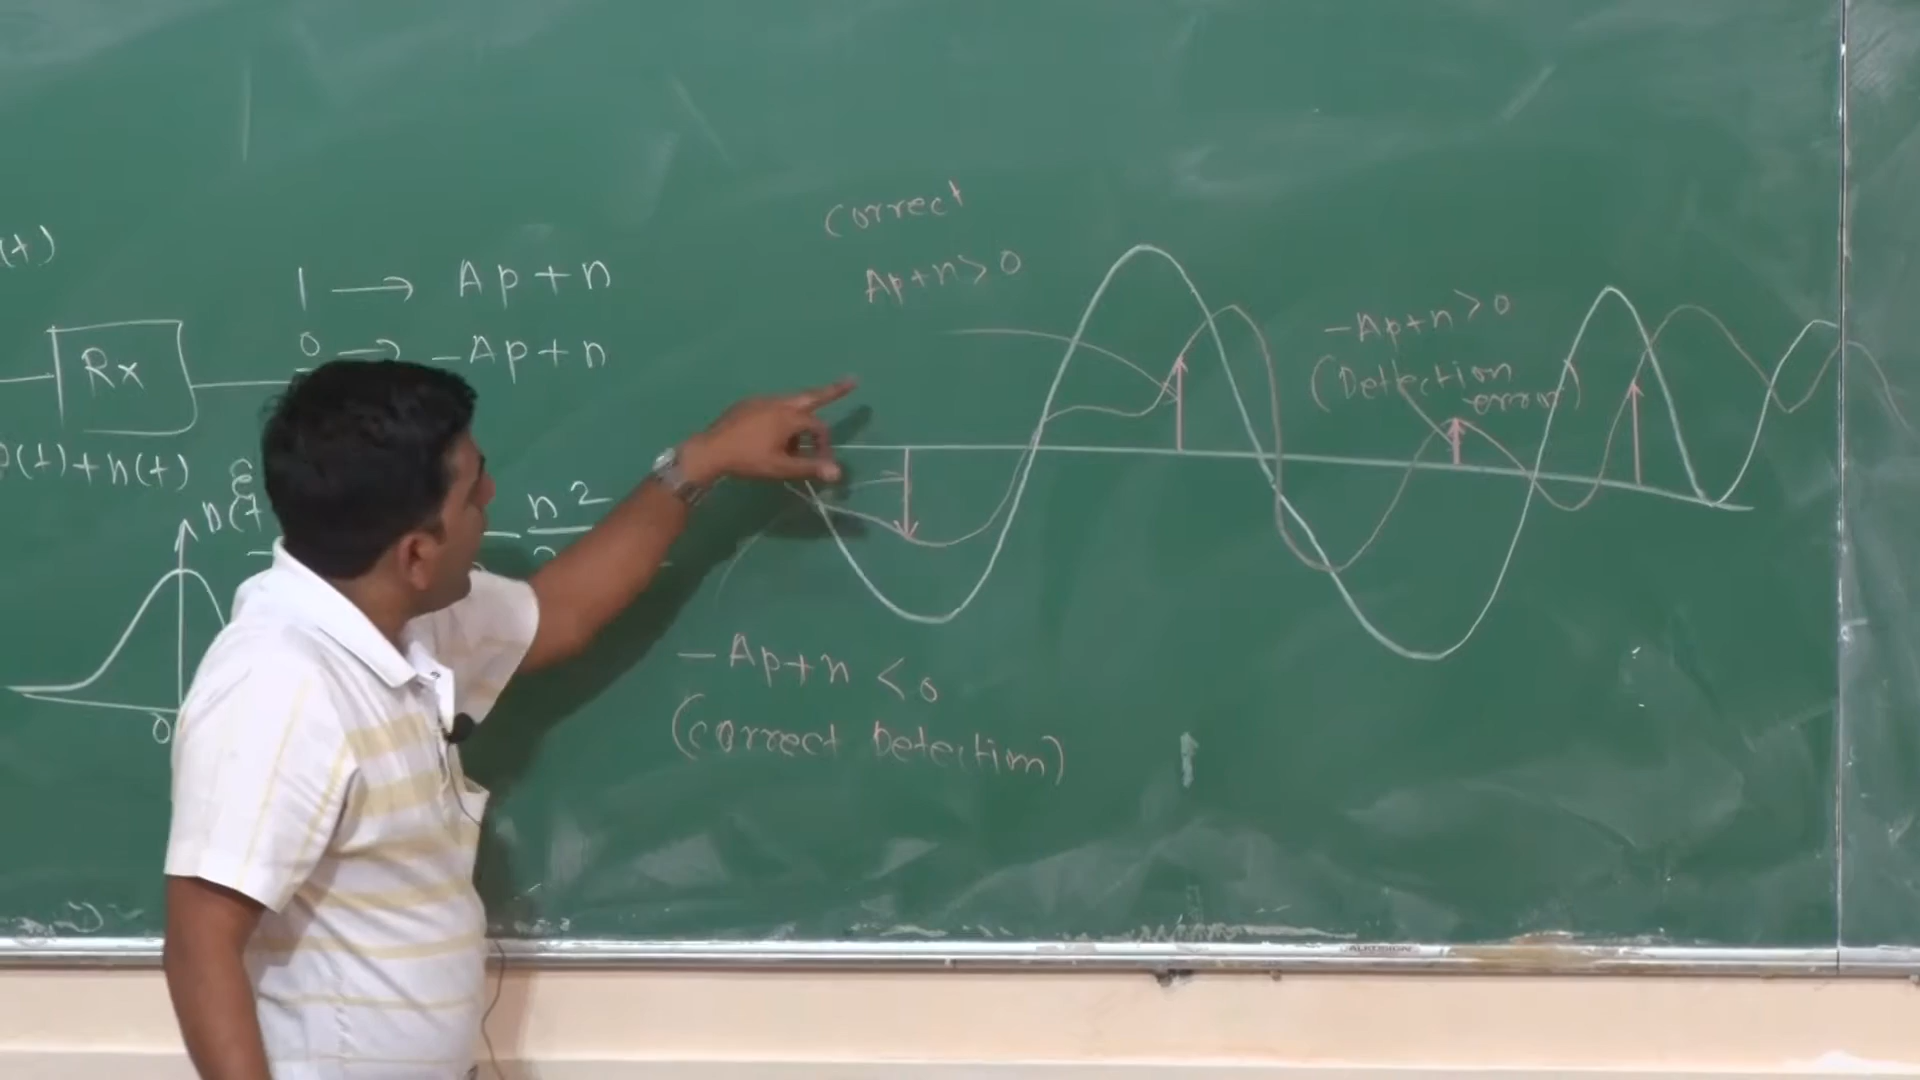 (t)
1 → Ap+n
0 → -Ap+n
Rx
p(t)+n(t)
n²
0
correct
Ap+n>0
-Ap+n>0
(Detection
error)
-Ap+n <0
(correct Detection)